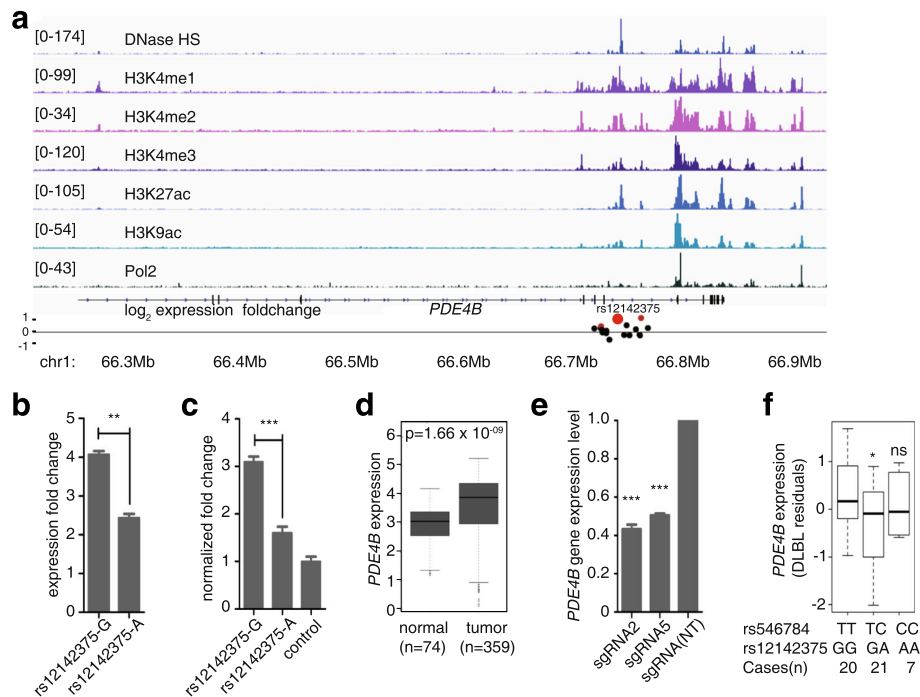 a
[0-174] DNase HS
[0-99] H3K4me1
[0-34] H3K4me2
[0-120] H3K4me3
[0-105] H3K27ac
[0-54] H3K9ac
[0-43] Pol2
log2 expression foldchange PDE4B rs12142375
1
0
-1
chr1: 66.3Mb 66.4Mb 66.5Mb 66.6Mb 66.7Mb 66.8Mb 66.9Mb
b
expression fold change
5
4
3
2
1
0
**
rs12142375-G
rs12142375-A
c
normalized fold change
4
3
2
1
0
***
rs12142375-G
rs12142375-A
control
d
PDE4B expression
p=1.66 x 10-09
6
5
4
3
2
1
0
normal
(n=74)
tumor
(n=359)
e
PDE4B gene expression level
1.0
0.8
0.6
0.4
0.2
0
***
***
sgRNA2
sgRNA5
sgRNA(NT)
f
PDE4B expression
(DLBL residuals)
1
0
-1
-2
*
ns
rs546784 TT TC CC
rs12142375 GG GA AA
Cases(n) 20 21 7